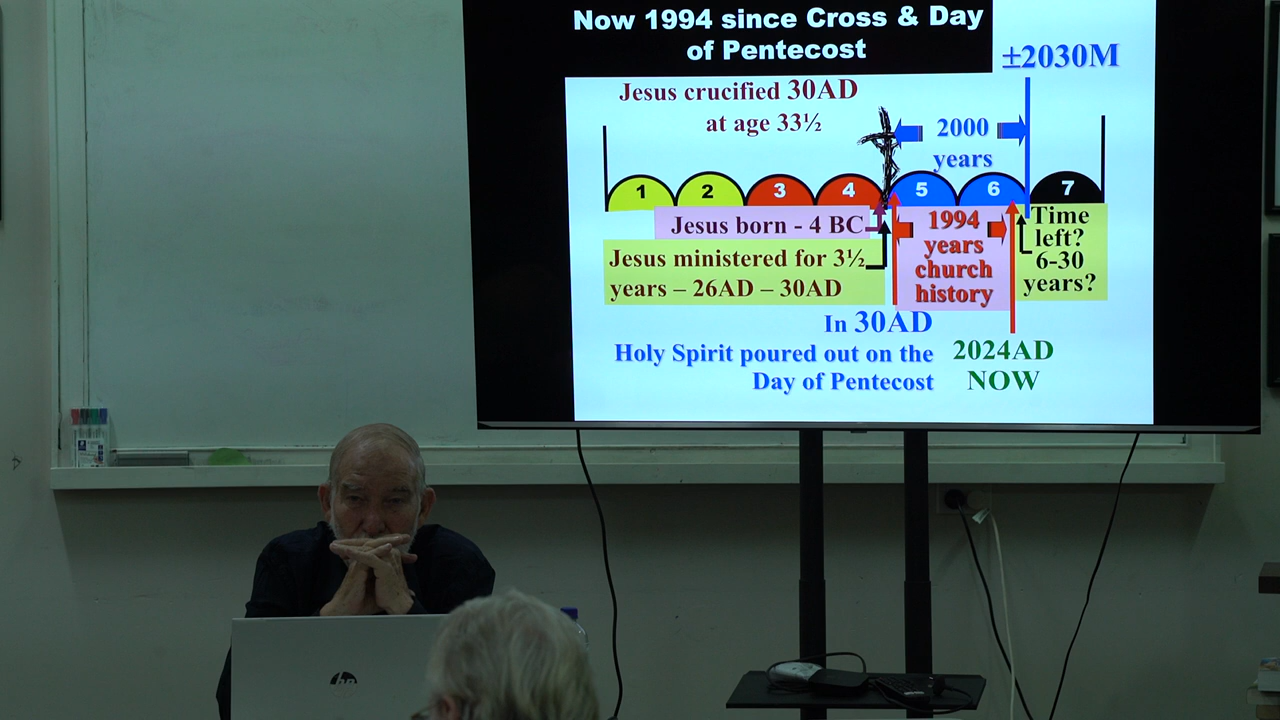 Now 1994 since Cross & Day
of Pentecost
±2030M
Jesus crucified 30AD
at age 33½
2000
years
1 2 3 4 5 6 7
Jesus born - 4 BC
Jesus ministered for 3½
years – 26AD – 30AD
1994
years
church
history
Time
left?
6-30
years?
In 30AD
Holy Spirit poured out on the
Day of Pentecost
2024AD
NOW
hp